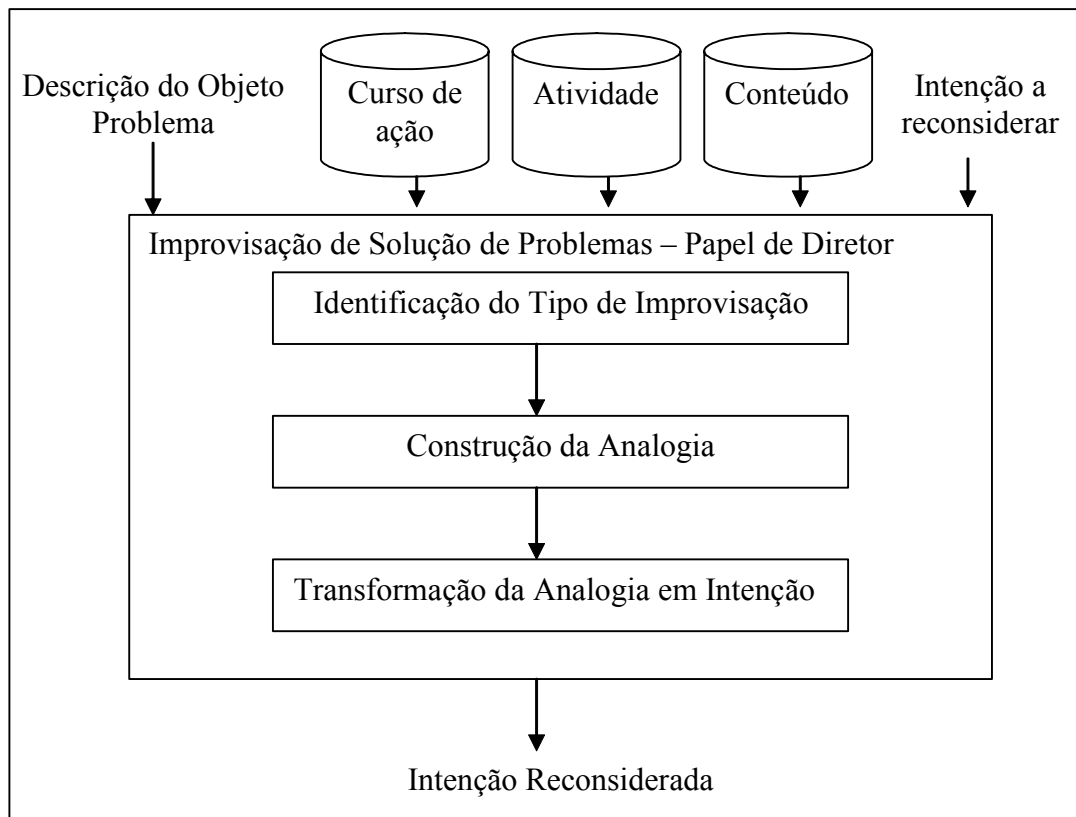 Descrição do Objeto
Problema
Curso de
ação
Atividade
Conteúdo
Intenção a
reconsiderar
Improvisação de Solução de Problemas – Papel de Diretor
Identificação do Tipo de Improvisação
Construção da Analogia
Transformação da Analogia em Intenção
Intenção Reconsiderada